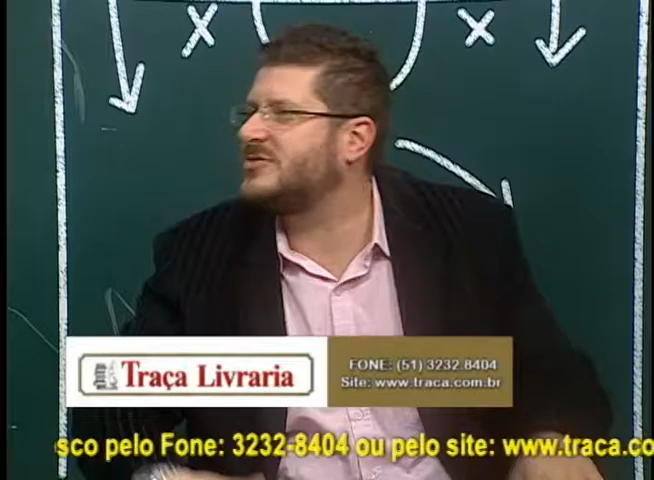 Traça Livraria
FONE: (51) 3232.8404
SITE: www.traca.com.br
sco pelo Fone: 3232-8404 ou pelo site: www.traca.co